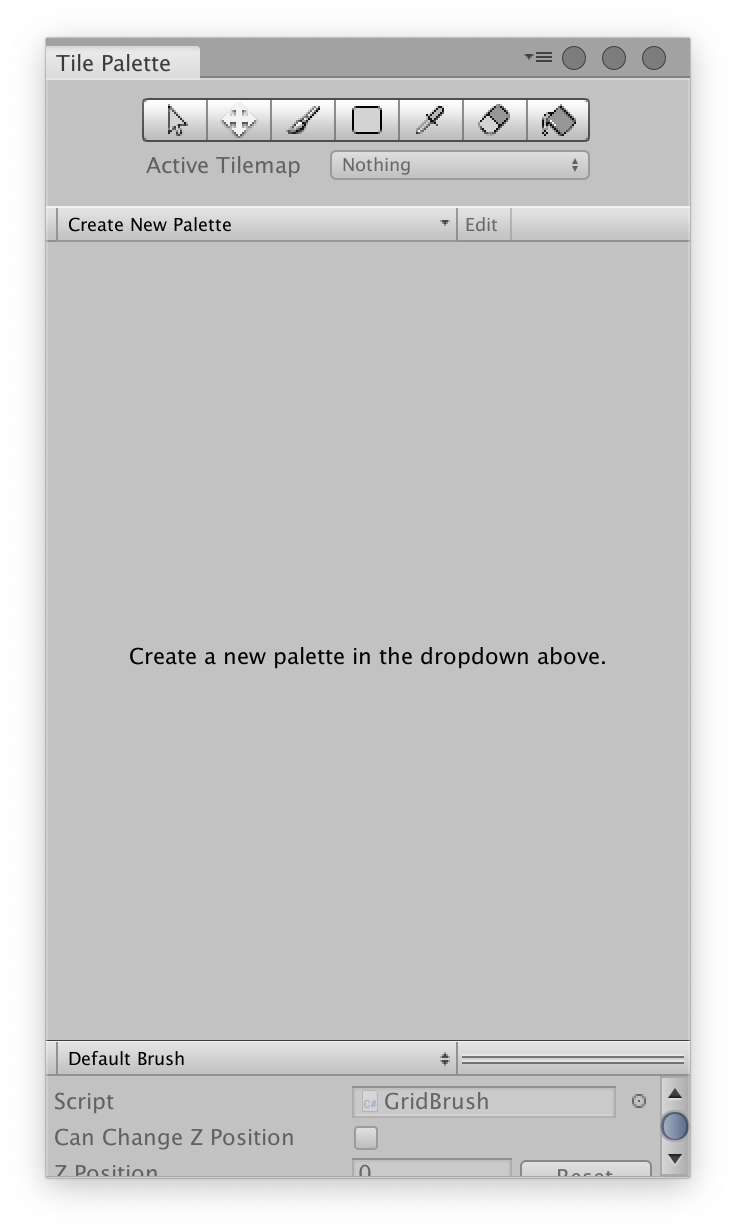 Tile Palette
Active Tilemap Nothing
Create New Palette Edit
Create a new palette in the dropdown above.
Default Brush
Script C# GridBrush
Can Change Z Position
Z Position 0 Reset